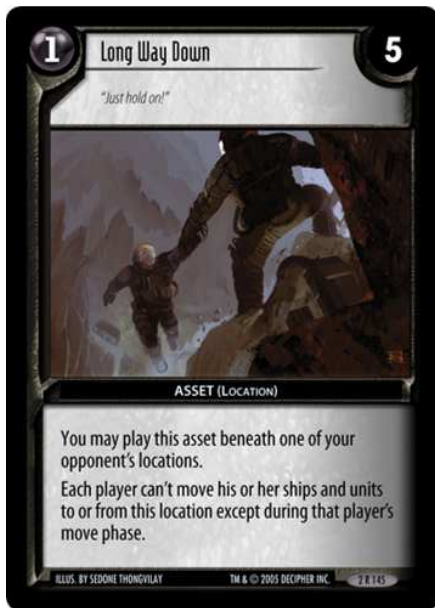 1
Long Way Down
5
"Just hold on!"
ASSET (LOCATION)
You may play this asset beneath one of your
opponent's locations.
Each player can't move his or her ships and units
to or from this location except during that player's
move phase.
ILLUS. BY SEDONE THONGVILAY TM & © 2005 DECIPHER INC. 2 R 145